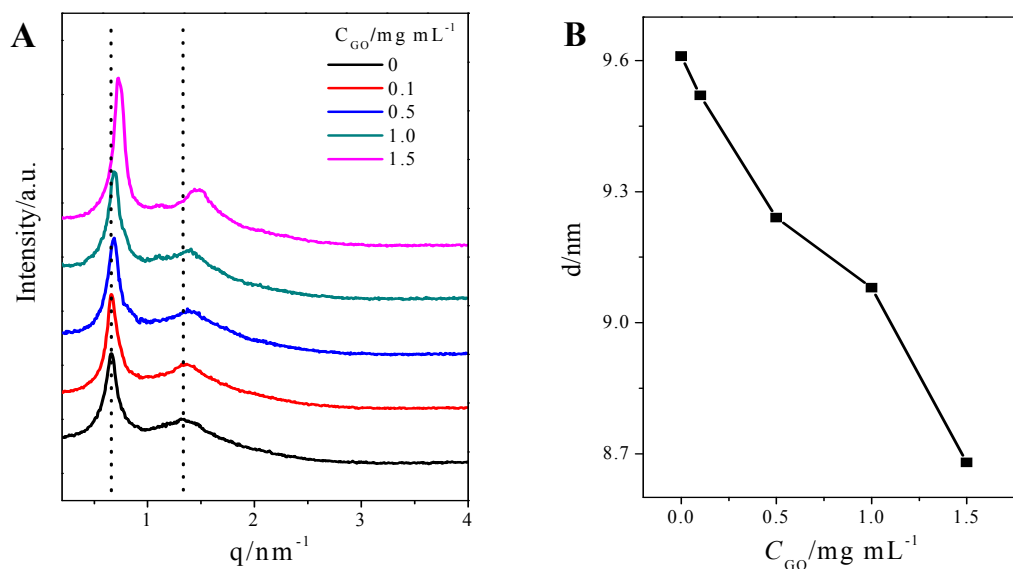 A
C_GO/mg mL⁻¹
0
0.1
0.5
1.0
1.5
Intensity/a.u.
1
2
3
4
q/nm⁻¹
B
9.6
9.3
9.0
8.7
d/nm
0.0
0.5
1.0
1.5
C_GO/mg mL⁻¹